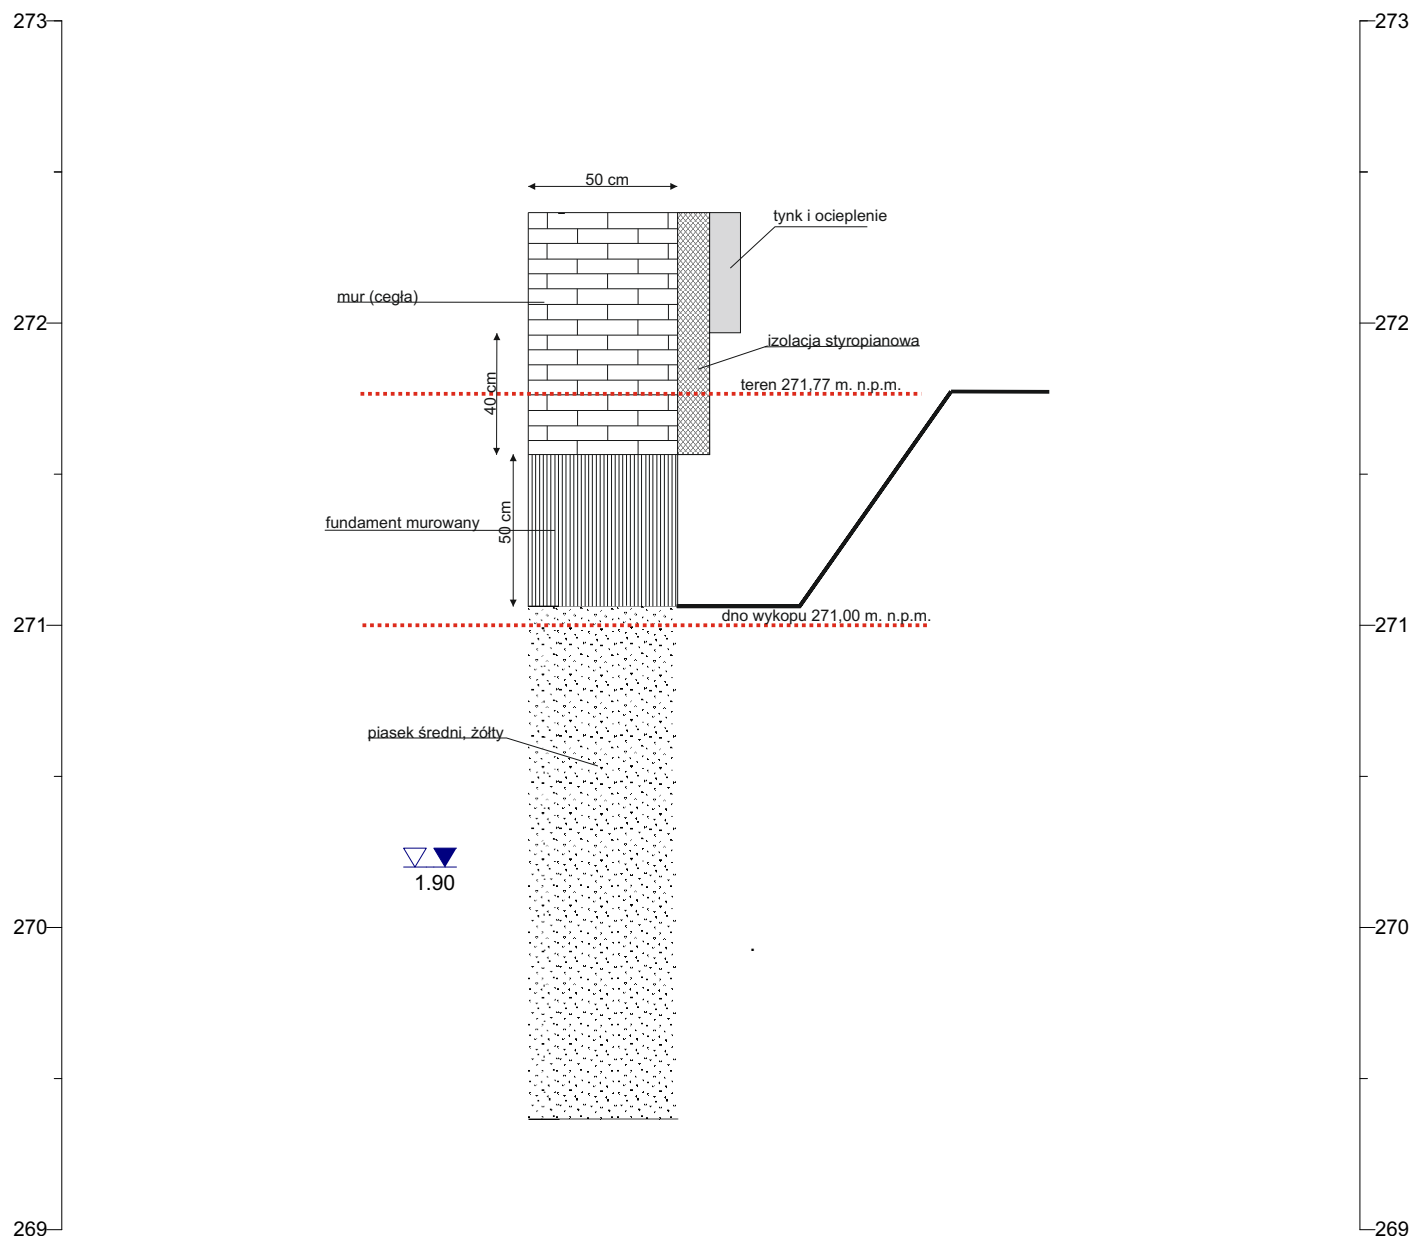 273
273
50 cm
tynk i ocieplenie
mur (cegła)
272
272
izolacja styropianowa
teren 271,77 m. n.p.m.
40 cm
fundament murowany
50 cm
dno wykopu 271,00 m. n.p.m.
271
271
piasek średni, żółty
1.90
270
270
269
269